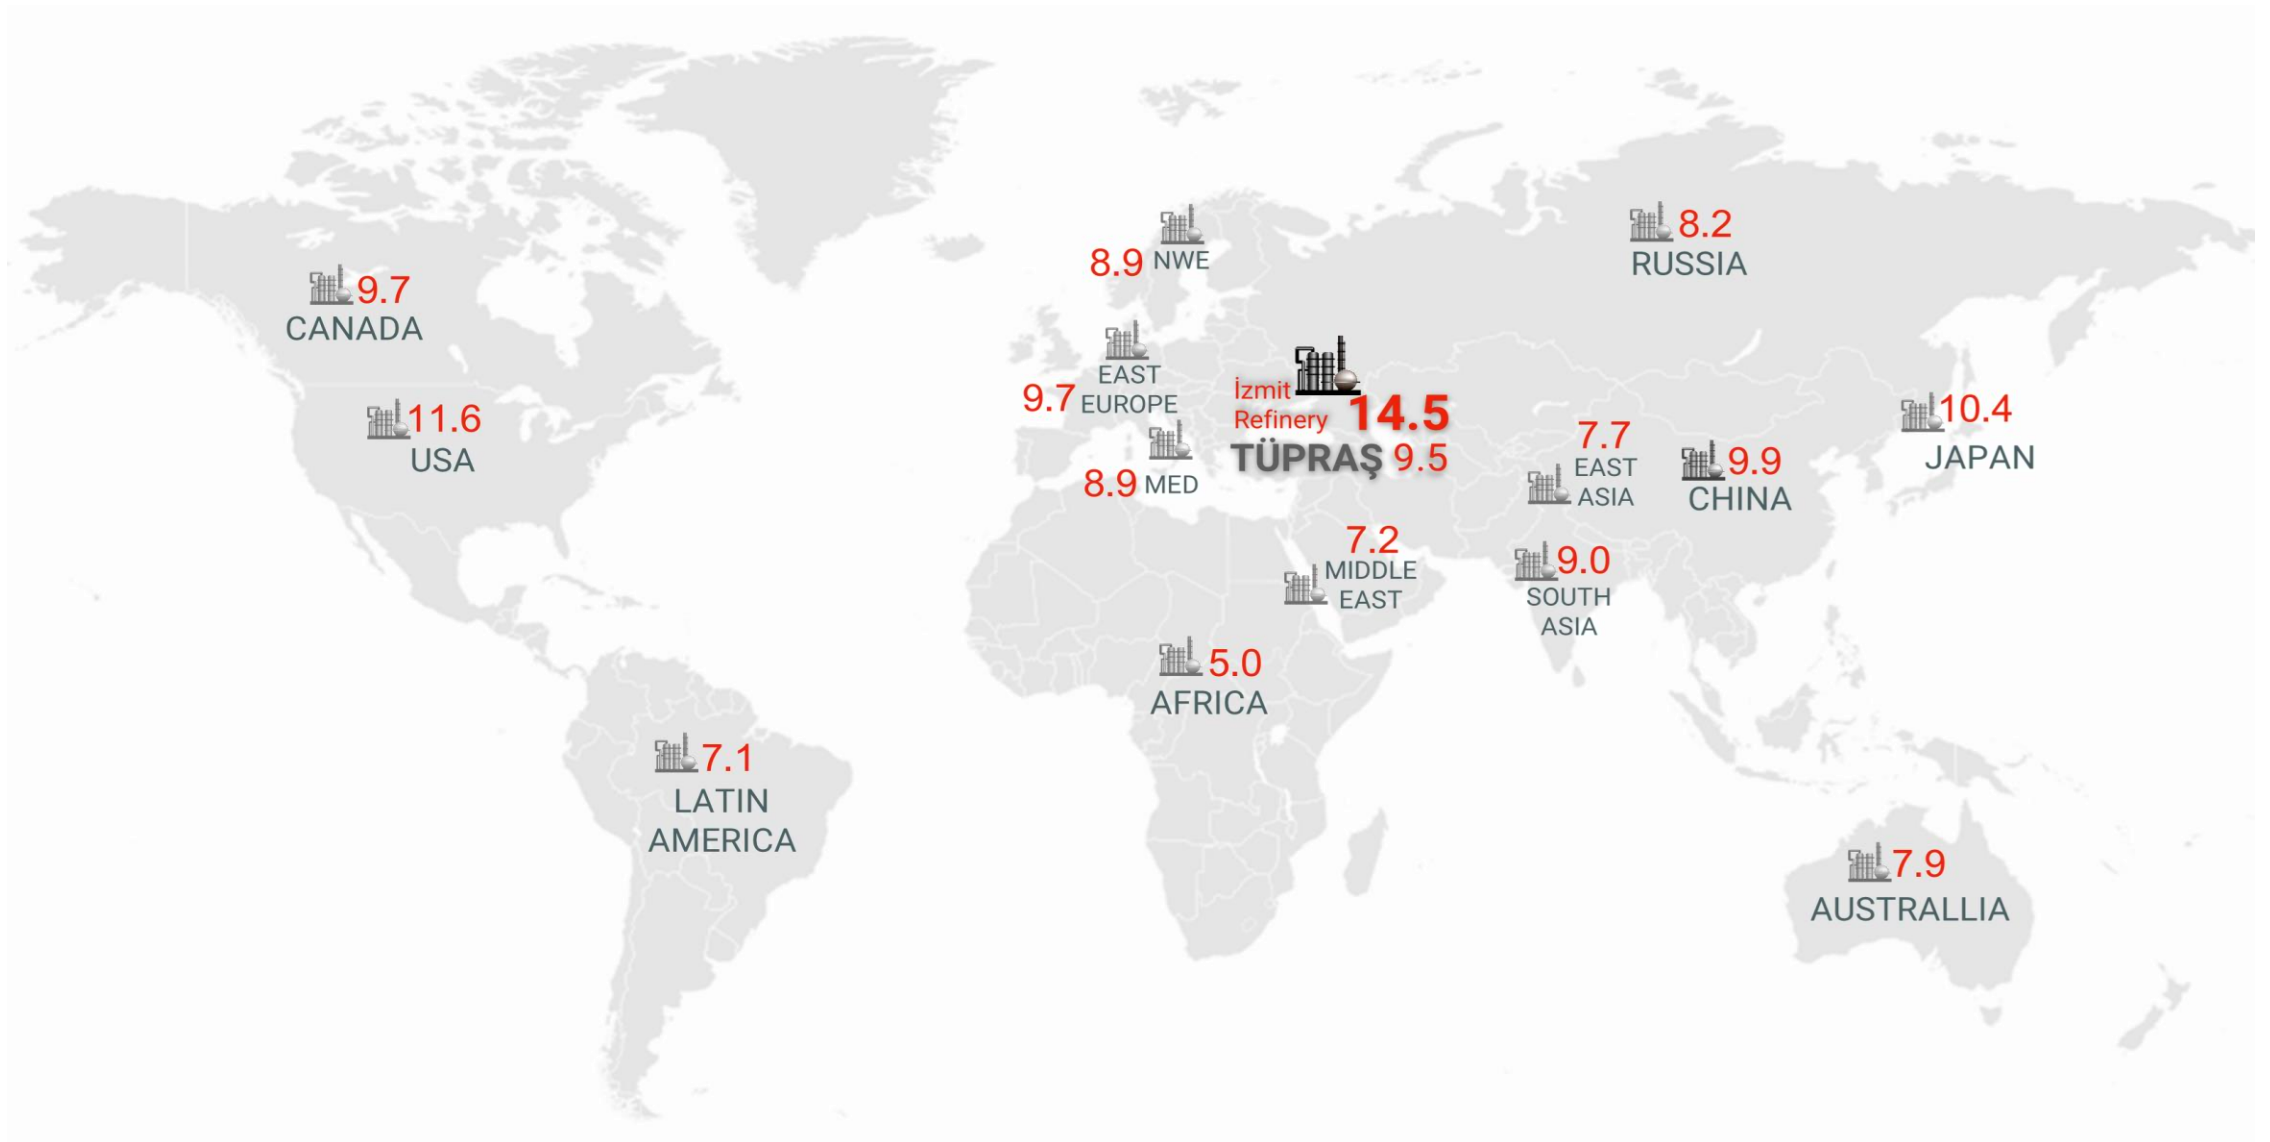 8.9 NWE
8.2
RUSSIA
9.7
CANADA
EAST
9.7 EUROPE
İzmit
Refinery 14.5
TÜPRAŞ 9.5
11.6
USA
8.9 MED
7.7
EAST
ASIA
9.9
CHINA
10.4
JAPAN
7.2
MIDDLE
EAST
9.0
SOUTH
ASIA
5.0
AFRICA
7.1
LATIN
AMERICA
7.9
AUSTRALLIA